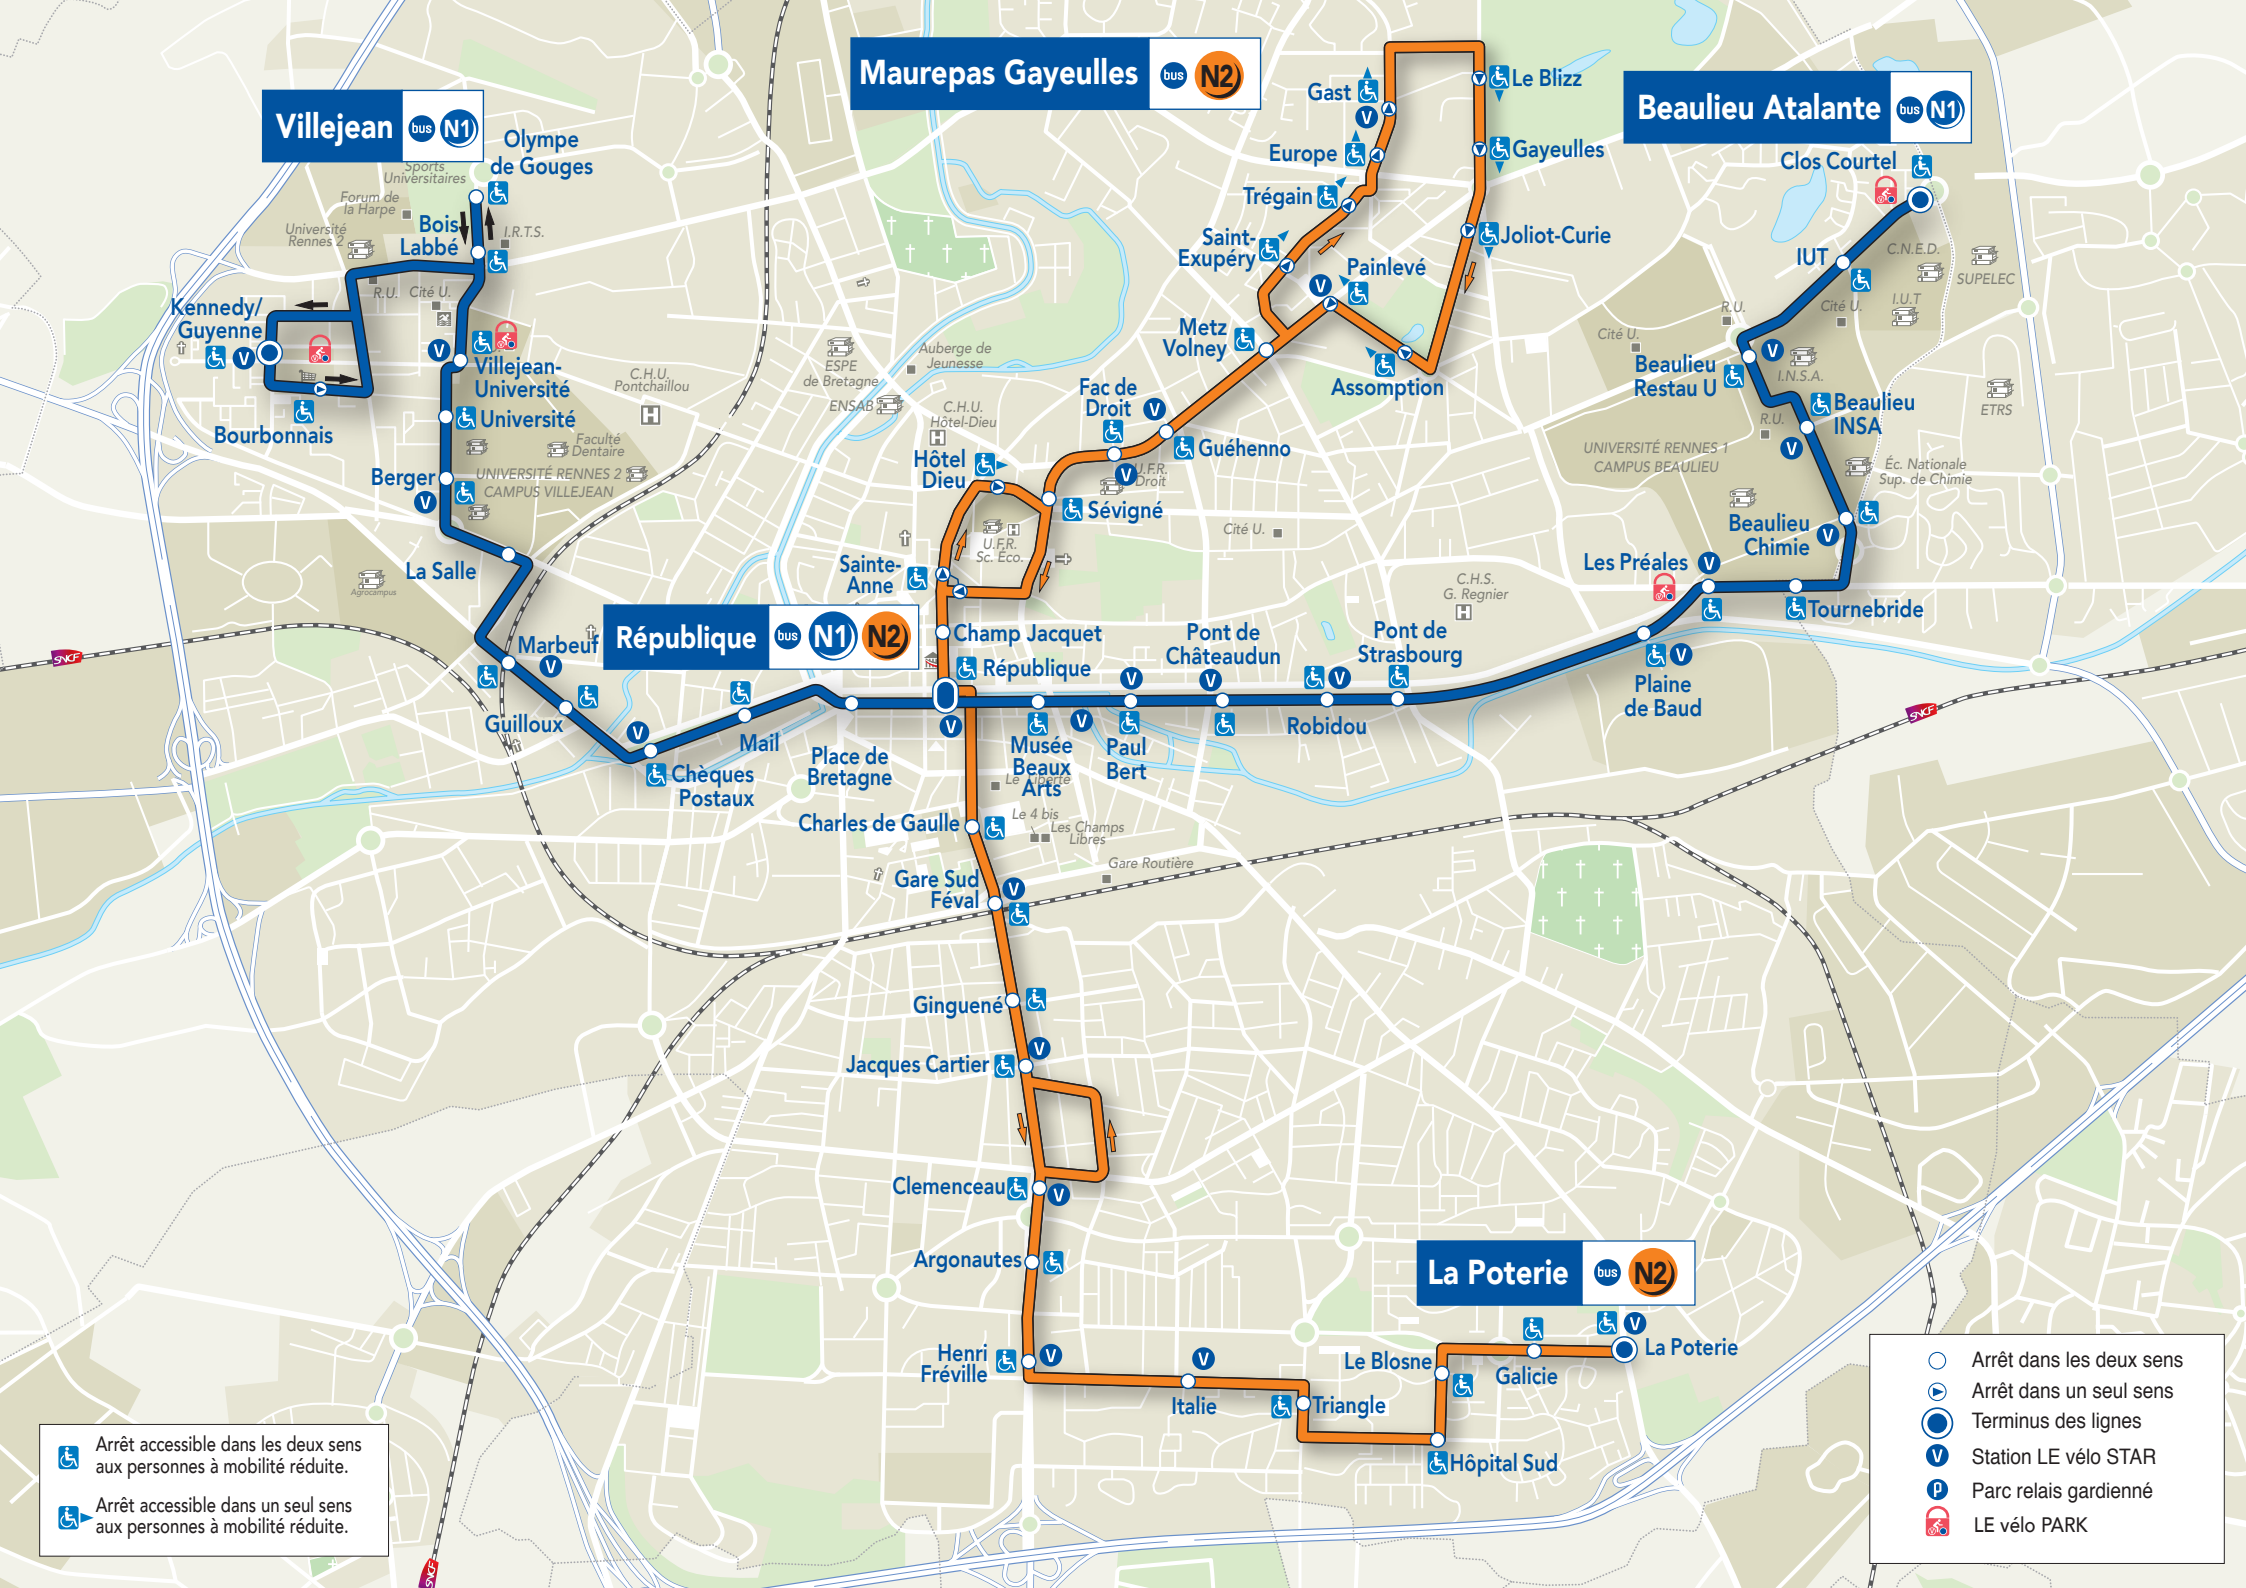 Maurepas Gayeulles bus N2
Villejean bus N1
Beaulieu Atalante bus N1
République bus N1 N2
La Poterie bus N2
Olympe
de Gouges
Sports
Universitaires
Forum de
la Harpe
Université
Rennes 2
Bois
Labbé
I.R.T.S.
R.U.
Cité U.
Kennedy/
Guyenne
V
Bourbonnais
V
Villejean-
Université
Université
C.H.U.
Pontchaillou
H
Faculté
Dentaire
Berger
V
UNIVERSITÉ RENNES 2
CAMPUS VILLEJEAN
La Salle
Agrocampus
SNCF
Marbeuf
V
Guilloux
V
Chèques
Postaux
Mail
Place de
Bretagne
ESPE
de Bretagne
ENSAB
Auberge de
Jeunesse
C.H.U.
Hôtel-Dieu
H
Hôtel
Dieu
U.F.R.
Sc. Éco.
H
Sainte-
Anne
Champ Jacquet
République
V
Sévigné
Fac de
Droit
V
V
U.F.R.
Droit
Guéhenno
Metz
Volney
Saint-
Exupéry
Trégain
Europe
Gast
V
Le Blizz
Gayeulles
Joliot-Curie
Painlevé
V
Assomption
Cité U.
Clos Courtel
IUT
C.N.E.D.
SUPELEC
Cité U.
I.U.T
R.U.
Cité U.
Beaulieu
Restau U
V
I.N.S.A.
R.U.
Beaulieu
INSA
V
ETRS
UNIVERSITÉ RENNES 1
CAMPUS BEAULIEU
Éc. Nationale
Sup. de Chimie
Beaulieu
Chimie
V
Les Préales
V
Tournebride
Plaine
de Baud
V
SNCF
C.H.S.
G. Regnier
H
Pont de
Strasbourg
Robidou
V
Pont de
Châteaudun
V
Paul
Bert
V
Musée
Beaux
Arts
V
Le Liberté
Le 4 bis
Les Champs
Libres
Gare Routière
Charles de Gaulle
Gare Sud
Féval
V
Ginguené
Jacques Cartier
V
Clemenceau
V
Argonautes
Henri
Fréville
V
Italie
V
Triangle
Hôpital Sud
Le Blosne
Galicie
La Poterie
V
SNCF
Arrêt accessible dans les deux sens
aux personnes à mobilité réduite.
Arrêt accessible dans un seul sens
aux personnes à mobilité réduite.
Arrêt dans les deux sens
Arrêt dans un seul sens
Terminus des lignes
V Station LE vélo STAR
P Parc relais gardienné
LE vélo PARK